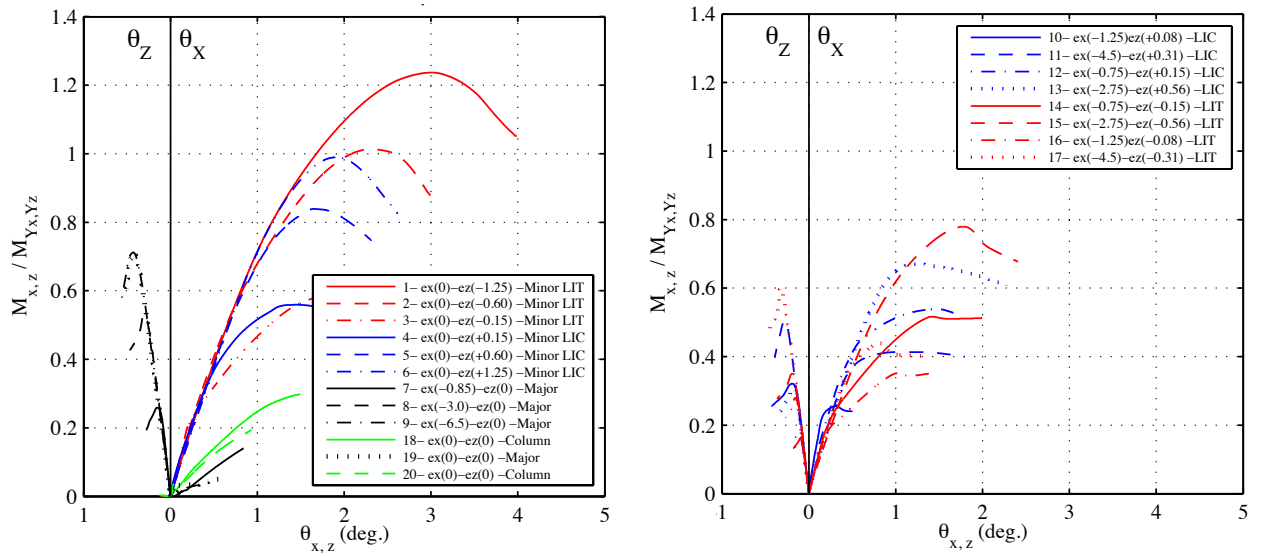 1.4
1.2
1
0.8
0.6
0.4
0.2
0
M x, z / M Yx,Yz
θZ θX
1– ex(0)–ez(–1.25) –Minor LIT
2– ex(0)–ez(–0.60) –Minor LIT
3– ex(0)–ez(–0.15) –Minor LIT
4– ex(0)–ez(+0.15) –Minor LIC
5– ex(0)–ez(+0.60) –Minor LIC
6– ex(0)–ez(+1.25) –Minor LIC
7– ex(–0.85)–ez(0) –Major
8– ex(–3.0)–ez(0) –Major
9– ex(–6.5)–ez(0) –Major
18– ex(0)–ez(0) –Column
19– ex(0)–ez(0) –Major
20– ex(0)–ez(0) –Column
1 0 1 2 3 4 5
θx, z (deg.)
1.4
1.2
1
0.8
0.6
0.4
0.2
0
M x, z / M Yx,Yz
θZ θX
10– ex(–1.25)ez(+0.08) –LIC
11– ex(–4.5)–ez(+0.31) –LIC
12– ex(–0.75)–ez(+0.15) –LIC
13– ex(–2.75)–ez(+0.56) –LIC
14– ex(–0.75)–ez(–0.15) –LIT
15– ex(–2.75)–ez(–0.56) –LIT
16– ex(–1.25)ez(–0.08) –LIT
17– ex(–4.5)–ez(–0.31) –LIT
1 0 1 2 3 4 5
θx, z (deg.)